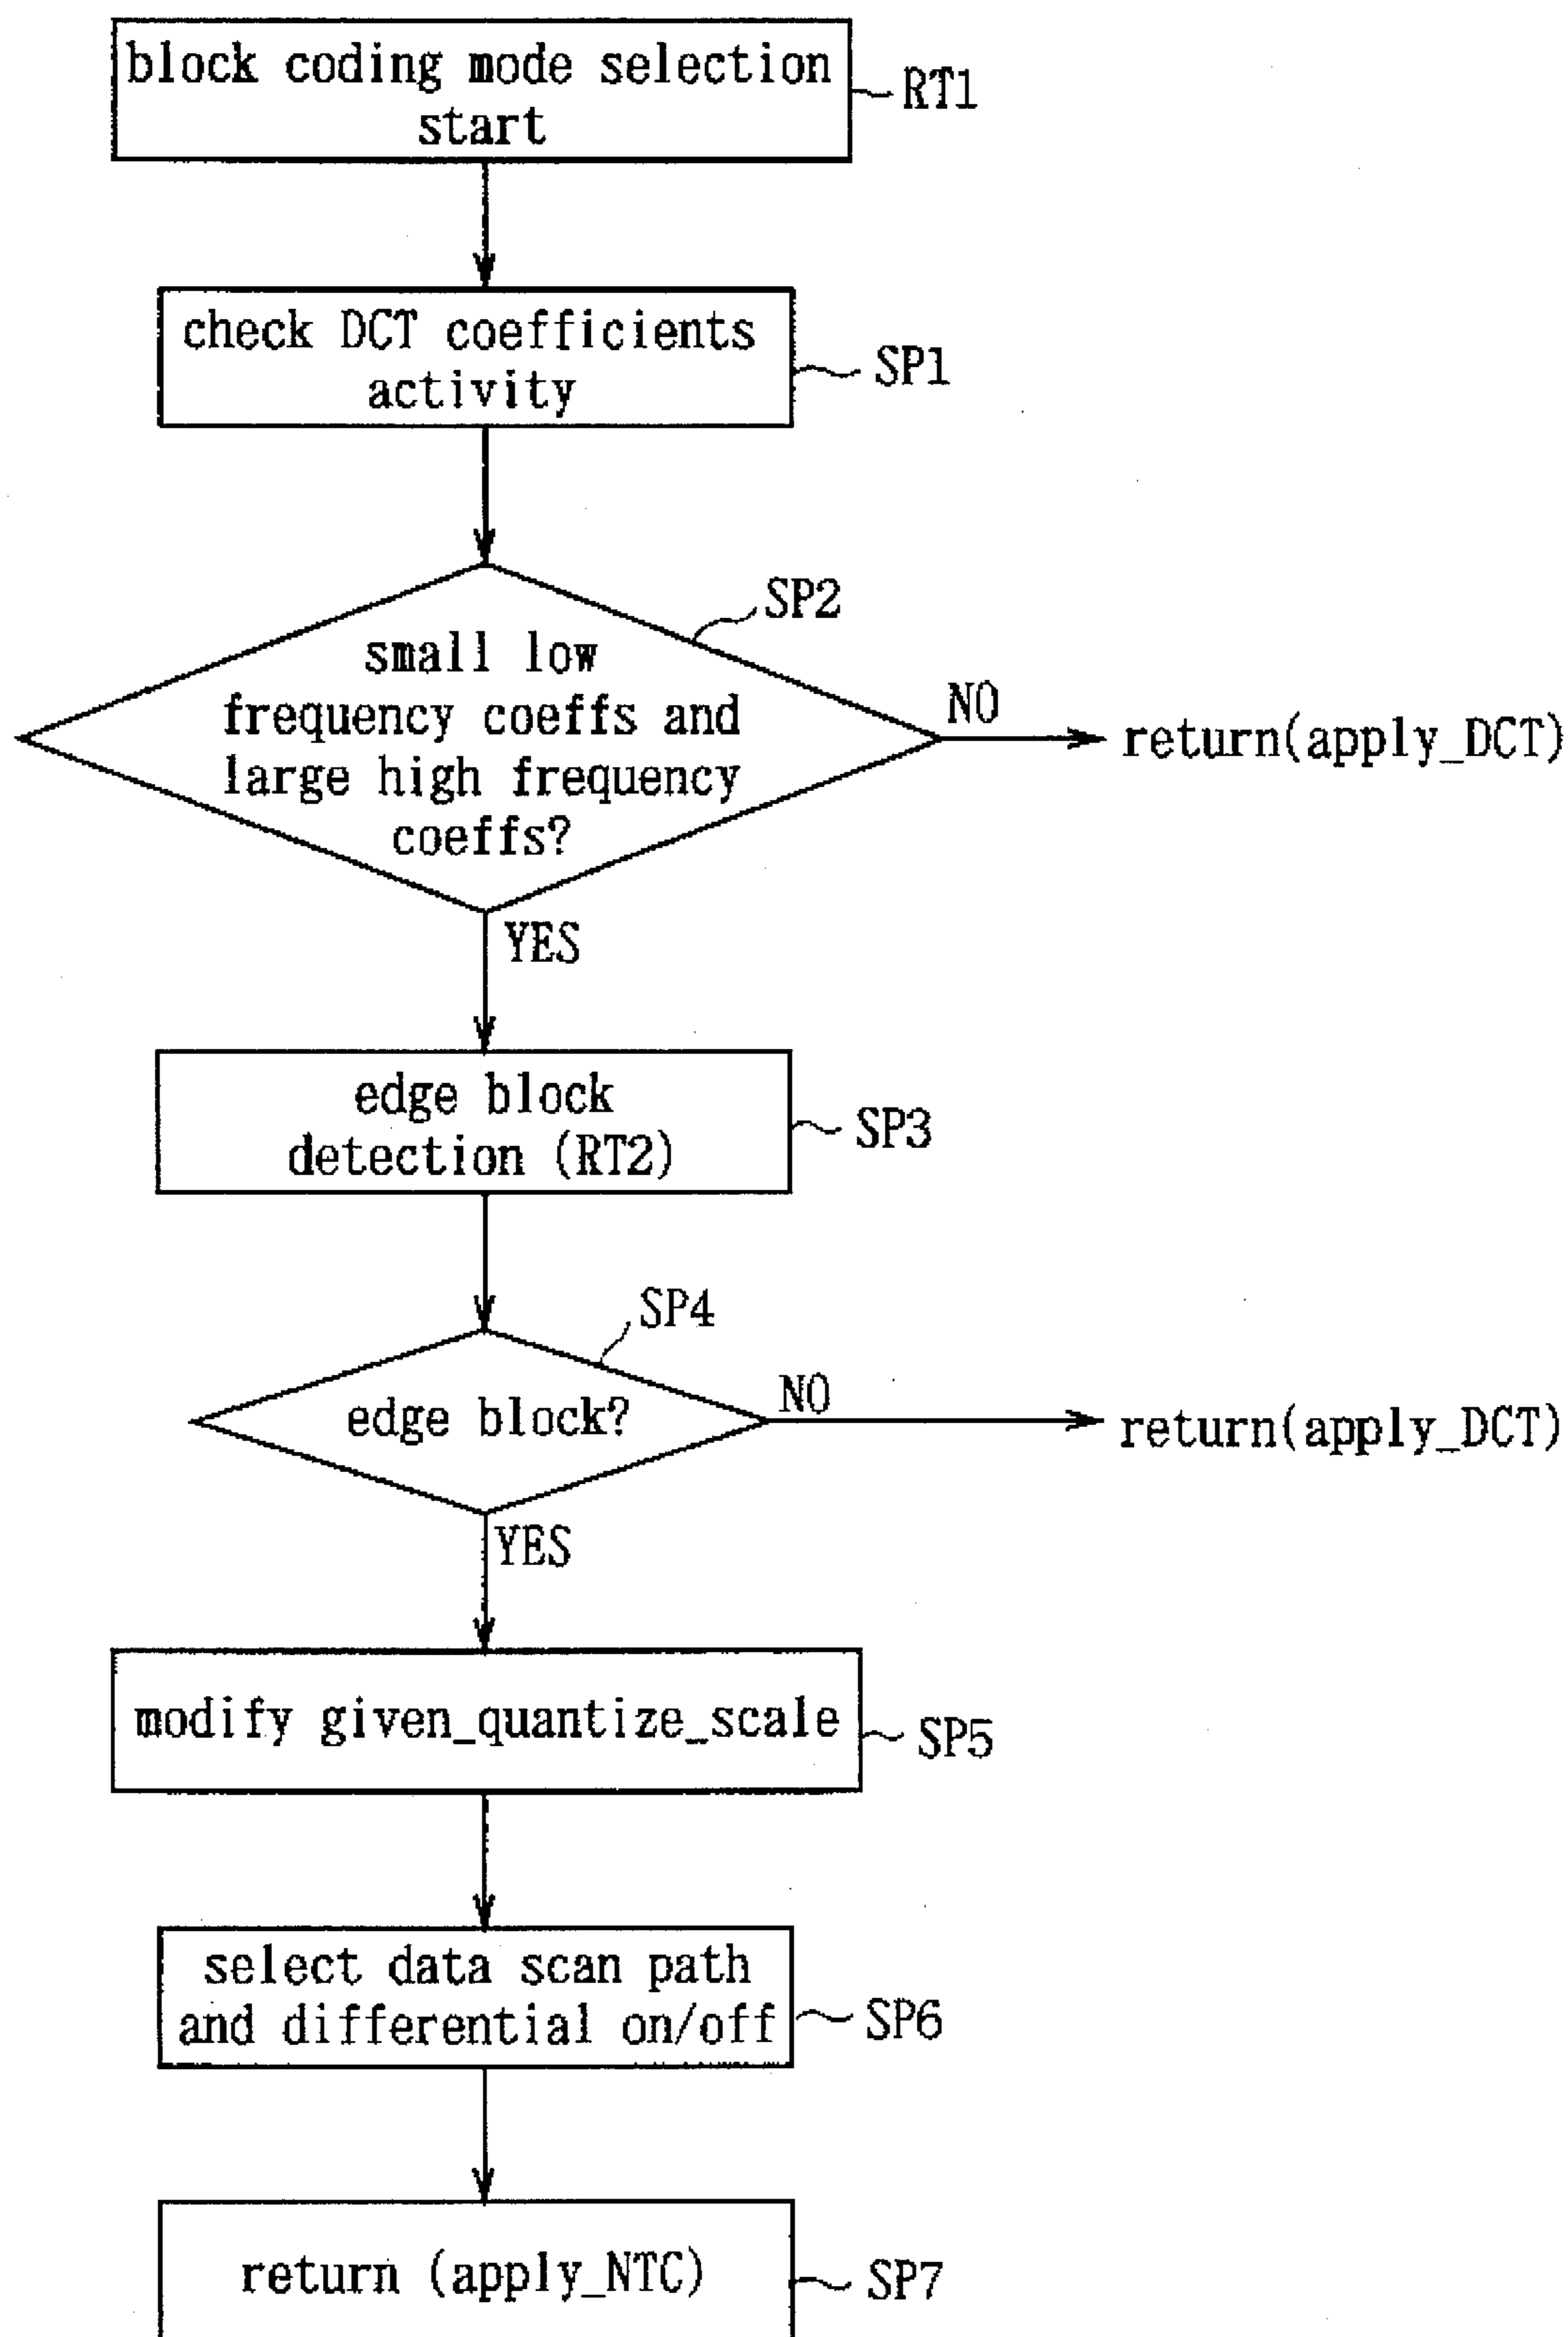 block coding mode selection
start
RT1
check DCT coefficients
activity
SP1
SP2
small low
frequency coeffs and
large high frequency
coeffs?
NO
return(apply_DCT)
YES
edge block
detection (RT2)
SP3
SP4
edge block?
NO
return(apply_DCT)
YES
modify given_quantize_scale
SP5
select data scan path
and differential on/off
SP6
return (apply_NTC)
SP7